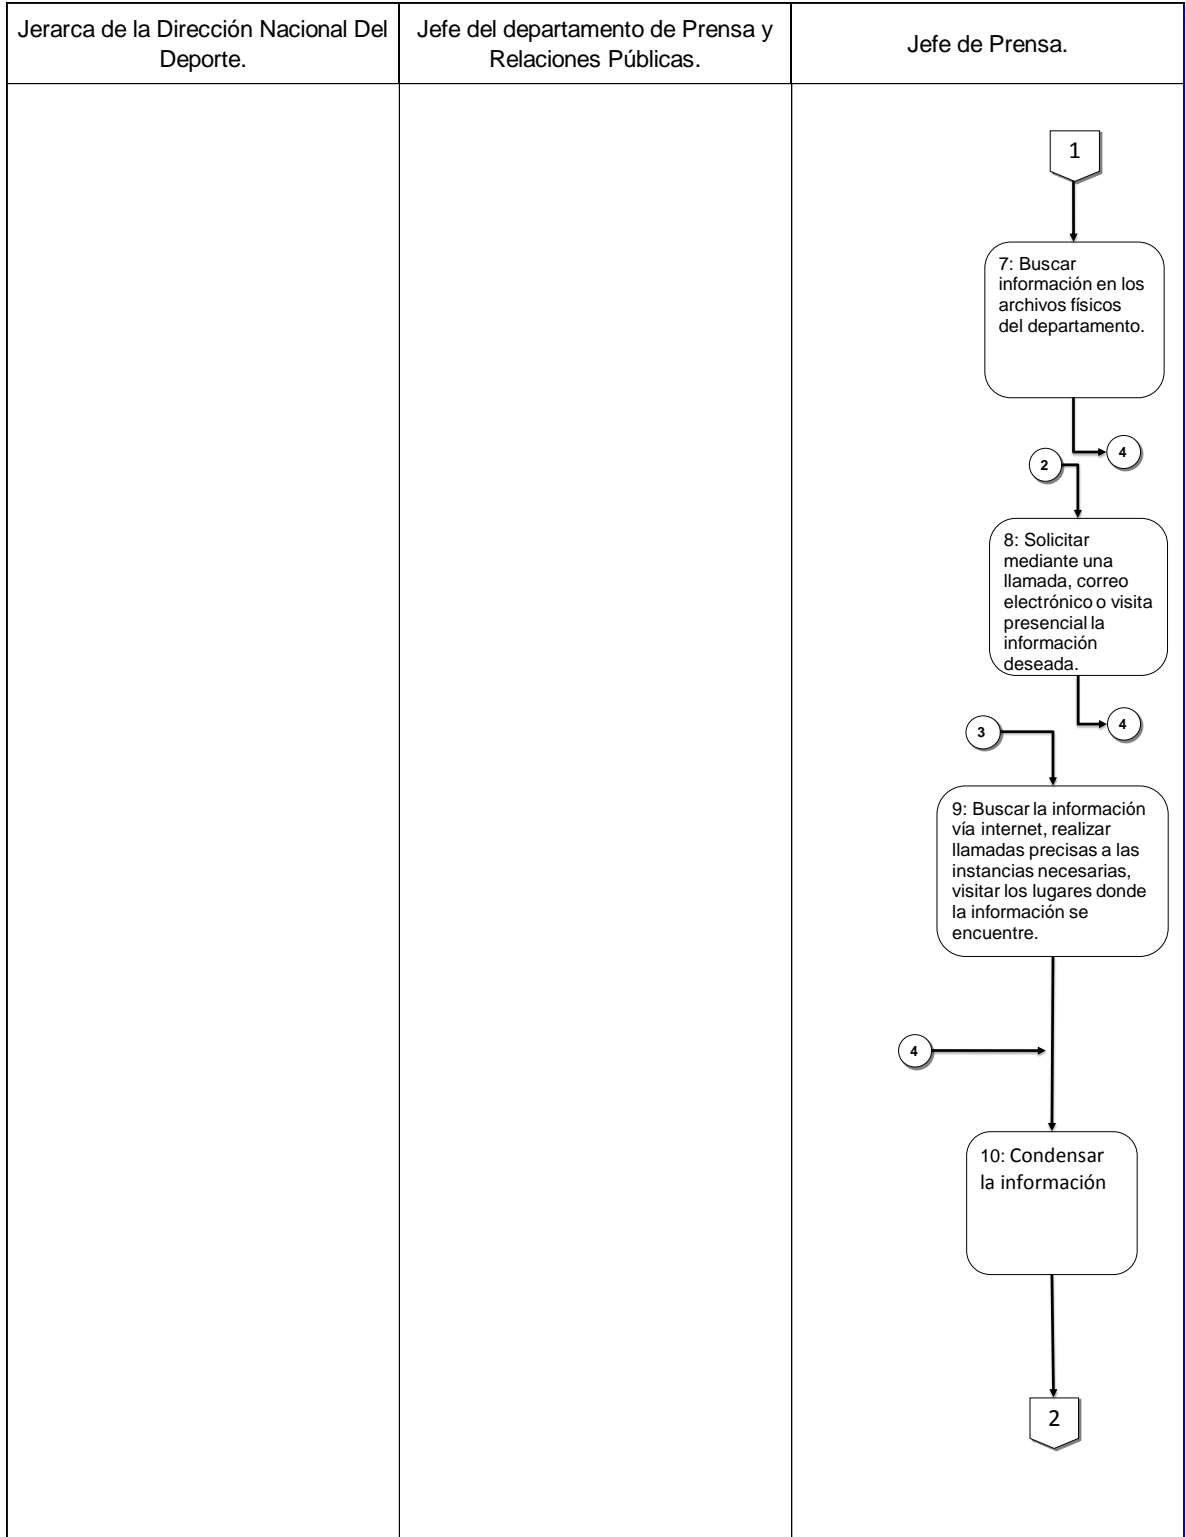 Jerarca de la Dirección Nacional Del
Deporte.
Jefe del departamento de Prensa y
Relaciones Públicas.
Jefe de Prensa.
1
7: Buscar
información en los
archivos físicos
del departamento.
4
2
8: Solicitar
mediante una
llamada, correo
electrónico o visita
presencial la
información
deseada.
4
3
9: Buscar la información
vía internet, realizar
llamadas precisas a las
instancias necesarias,
visitar los lugares donde
la información se
encuentre.
4
10: Condensar
la información
2